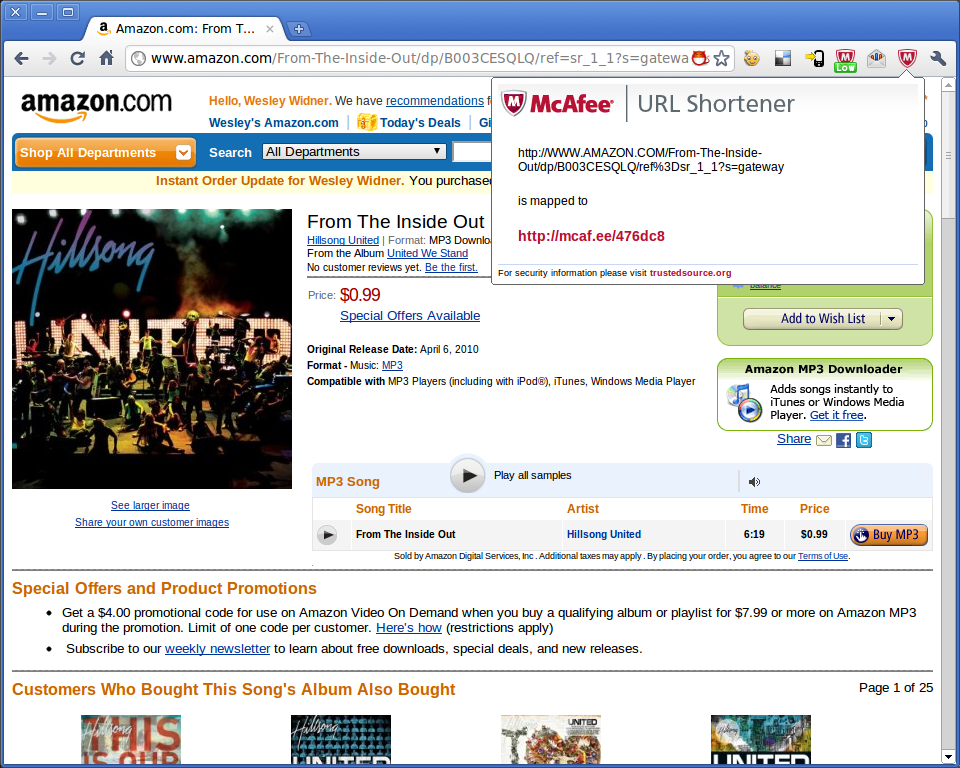 Amazon.com: From T...
www.amazon.com/From-The-Inside-Out/dp/B003CESQLQ/ref=sr_1_1?s=gatewa
Low
amazon.com
Hello, Wesley Widner. We have recommendations
Wesley's Amazon.com
Today's Deals
Shop All Departments
Search
All Departments
Instant Order Update for Wesley Widner. You purchased
McAfee
URL Shortener
http://WWW.AMAZON.COM/From-The-Inside-
Out/dp/B003CESQLQ/ref%3Dsr_1_1?s=gateway
is mapped to
http://mcaf.ee/476dc8
For security information please visit trustedsource.org
Hillsong
UNITED
See larger image
Share your own customer images
From The Inside Out
Hillsong United | Format: MP3 Downlo
From the Album United We Stand
No customer reviews yet. Be the first.
Price: $0.99
Special Offers Available
Original Release Date: April 6, 2010
Format - Music: MP3
Compatible with MP3 Players (including with iPod®), iTunes, Windows Media Player
balance
Add to Wish List
Amazon MP3 Downloader
Adds songs instantly to
iTunes or Windows Media
Player. Get it free.
Share
MP3 Song
Play all samples
Song Title Artist Time Price
From The Inside Out Hillsong United 6:19 $0.99 Buy MP3
Sold by Amazon Digital Services, Inc. Additional taxes may apply. By placing your order, you agree to our Terms of Use.
Special Offers and Product Promotions
• Get a $4.00 promotional code for use on Amazon Video On Demand when you buy a qualifying album or playlist for $7.99 or more on Amazon MP3
during the promotion. Limit of one code per customer. Here's how (restrictions apply)
• Subscribe to our weekly newsletter to learn about free downloads, special deals, and new releases.
Customers Who Bought This Song's Album Also Bought
Page 1 of 25
Hillsong
THIS
IS OUR
Hillsong
UNITED
UNITED
Hillsong
UNITED